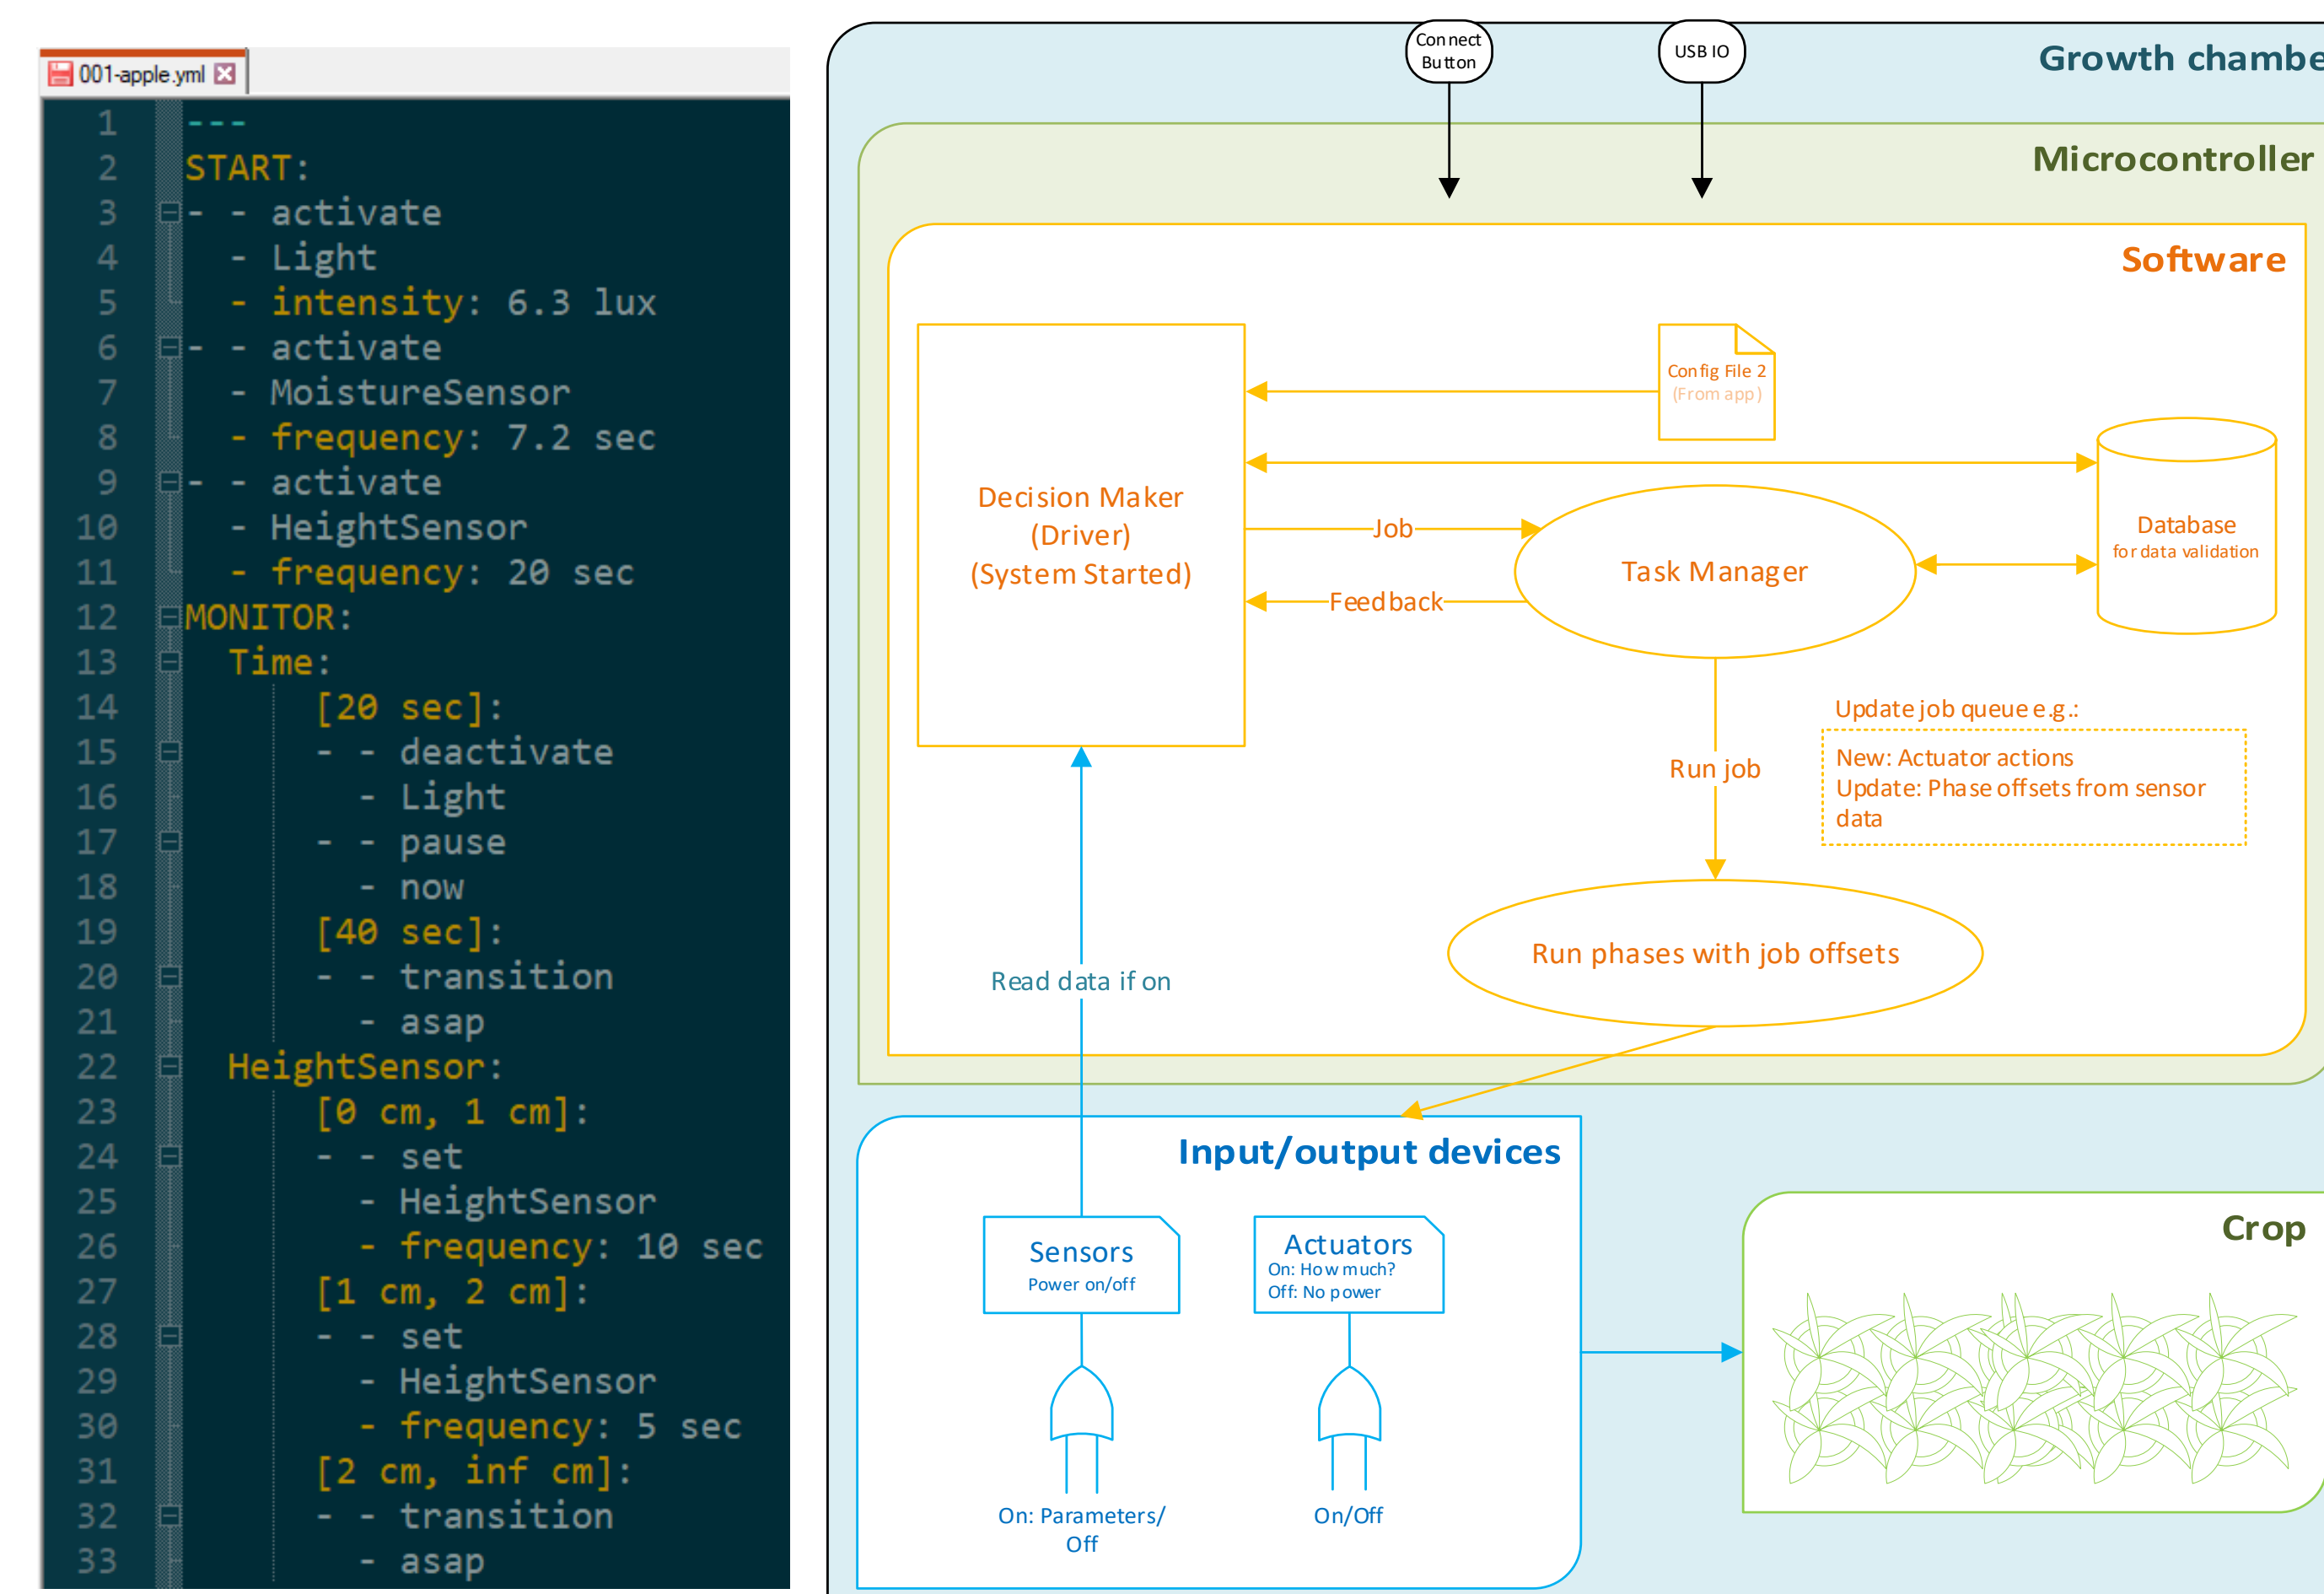 001-apple.yml
1 ---
2 START:
3 - - activate
4 - Light
5 - intensity: 6.3 lux
6 - - activate
7 - MoistureSensor
8 - frequency: 7.2 sec
9 - - activate
10 - HeightSensor
11 - frequency: 20 sec
12 MONITOR:
13 Time:
14 [20 sec]:
15 - - deactivate
16 - Light
17 - - pause
18 - now
19 [40 sec]:
20 - - transition
21 - asap
22 HeightSensor:
23 [0 cm, 1 cm]:
24 - - set
25 - HeightSensor
26 - frequency: 10 sec
27 [1 cm, 2 cm]:
28 - - set
29 - HeightSensor
30 - frequency: 5 sec
31 [2 cm, inf cm]:
32 - - transition
33 - asap
Connect
Button
USB IO
Growth chambe
Microcontroller
Software
Config File 2
(From app)
Decision Maker
(Driver)
(System Started)
Job
Feedback
Task Manager
Database
for data validation
Run job
Update job queue e.g.:
New: Actuator actions
Update: Phase offsets from sensor
data
Run phases with job offsets
Read data if on
Input/output devices
Sensors
Power on/off
Actuators
On: How much?
Off: No power
On: Parameters/
Off
On/Off
Crop